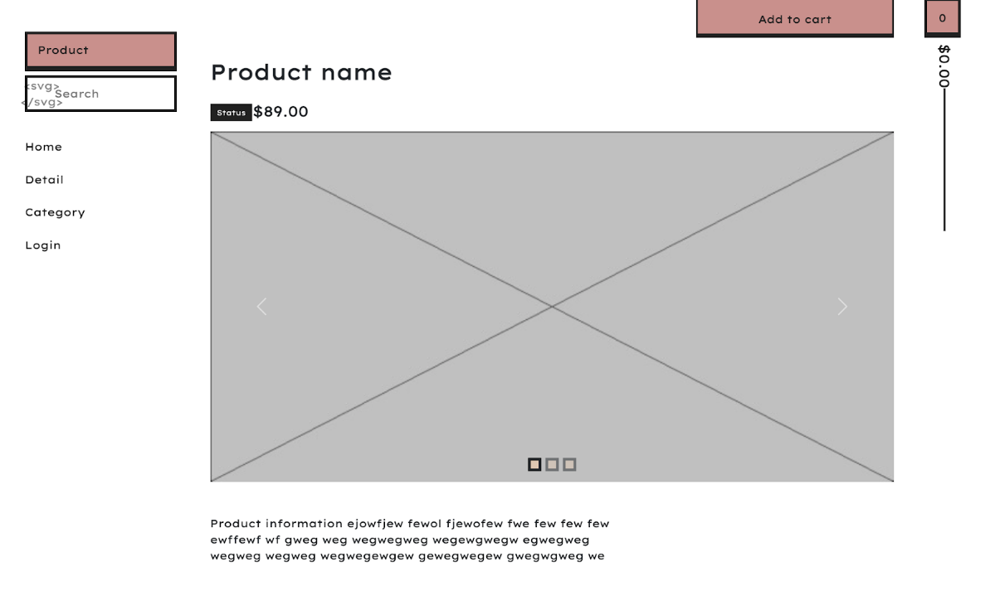 Add to cart
0
$0.00
Product
<svg>
Search
</svg>
Home
Detail
Category
Login
Product name
Status $89.00
Product information ejowfjew fewol fjewofew fwe few few few
ewffewf wf gweg weg wegwegweg wegewgwegw egwegweg
wegweg wegweg wegwegewgew gewegwegew gwegwgweg we